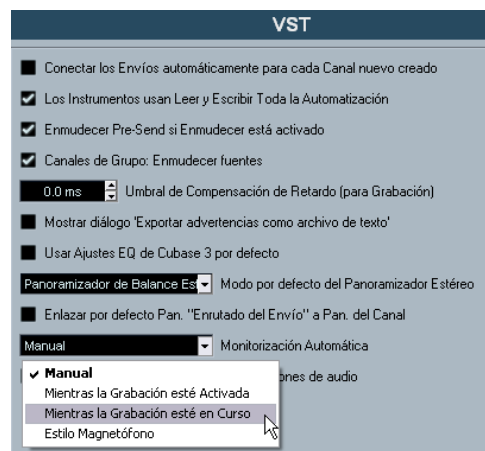 VST
Conectar los Envíos automáticamente para cada Canal nuevo creado
Los Instrumentos usan Leer y Escribir Toda la Automatización
Enmudecer Pre-Send si Enmudecer está activado
Canales de Grupo: Enmudecer fuentes
0.0 ms Umbral de Compensación de Retardo (para Grabación)
Mostrar diálogo 'Exportar advertencias como archivo de texto'
Usar Ajustes EQ de Cubase 3 por defecto
Panoramizador de Balance Est Modo por defecto del Panoramizador Estéreo
Enlazar por defecto Pan. "Enrutado del Envío" a Pan. del Canal
Manual Monitorización Automática
Manual
Mientras la Grabación esté Activada ones de audio
Mientras la Grabación esté en Curso
Estilo Magnetófono